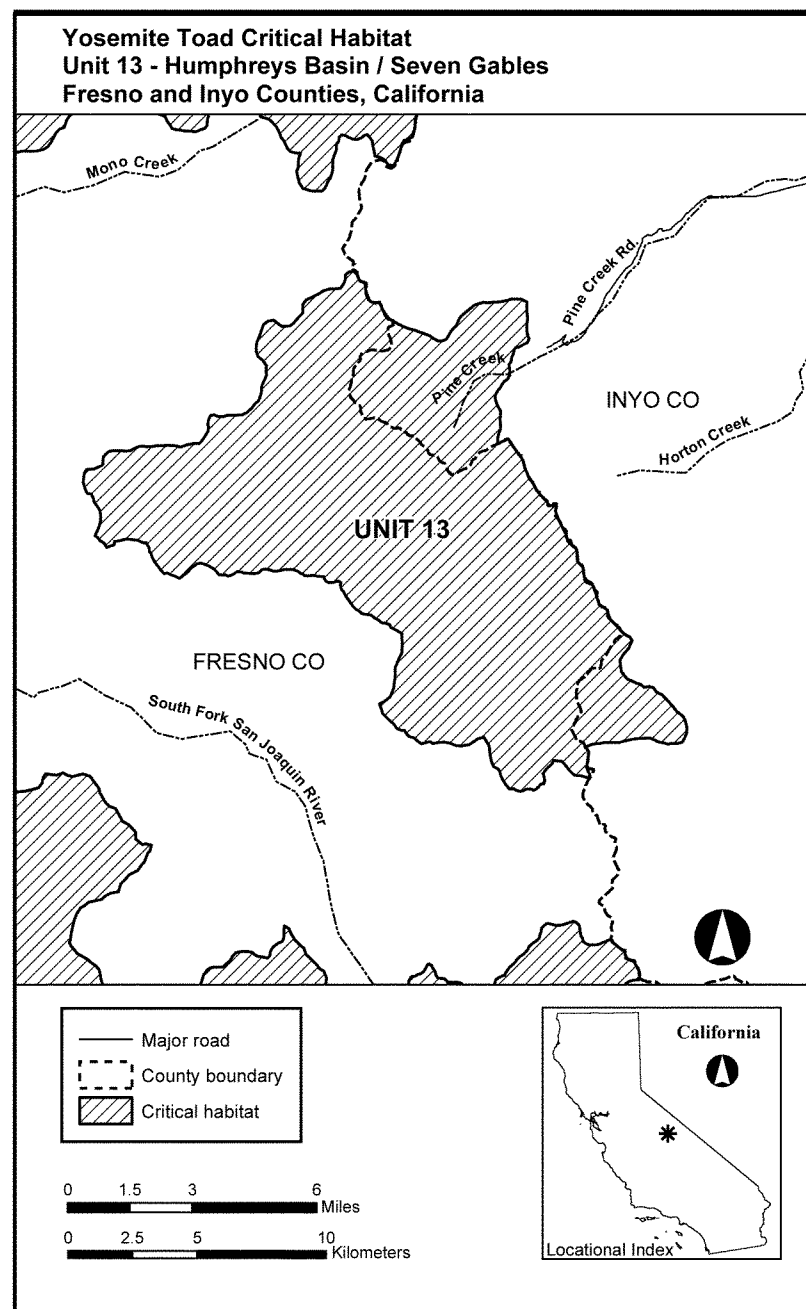 Yosemite Toad Critical Habitat
Unit 13 - Humphreys Basin / Seven Gables
Fresno and Inyo Counties, California
Mono Creek
Pine Creek Rd.
Pine Creek
INYO CO
Horton Creek
UNIT 13
FRESNO CO
South Fork San Joaquin River
Major road
County boundary
Critical habitat
0 1.5 3 6
Miles
0 2.5 5 10
Kilometers
California
Locational Index